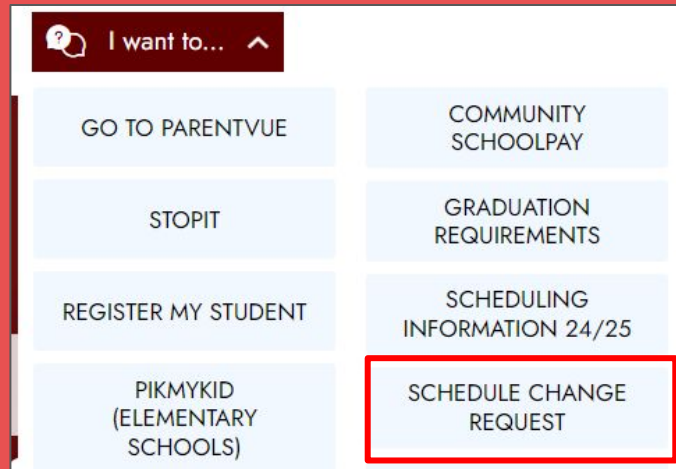 I want to...
GO TO PARENTVUE
COMMUNITY
SCHOOLPAY
STOPIT
GRADUATION
REQUIREMENTS
REGISTER MY STUDENT
SCHEDULING
INFORMATION 24/25
PIKMYKID
(ELEMENTARY
SCHOOLS)
SCHEDULE CHANGE
REQUEST